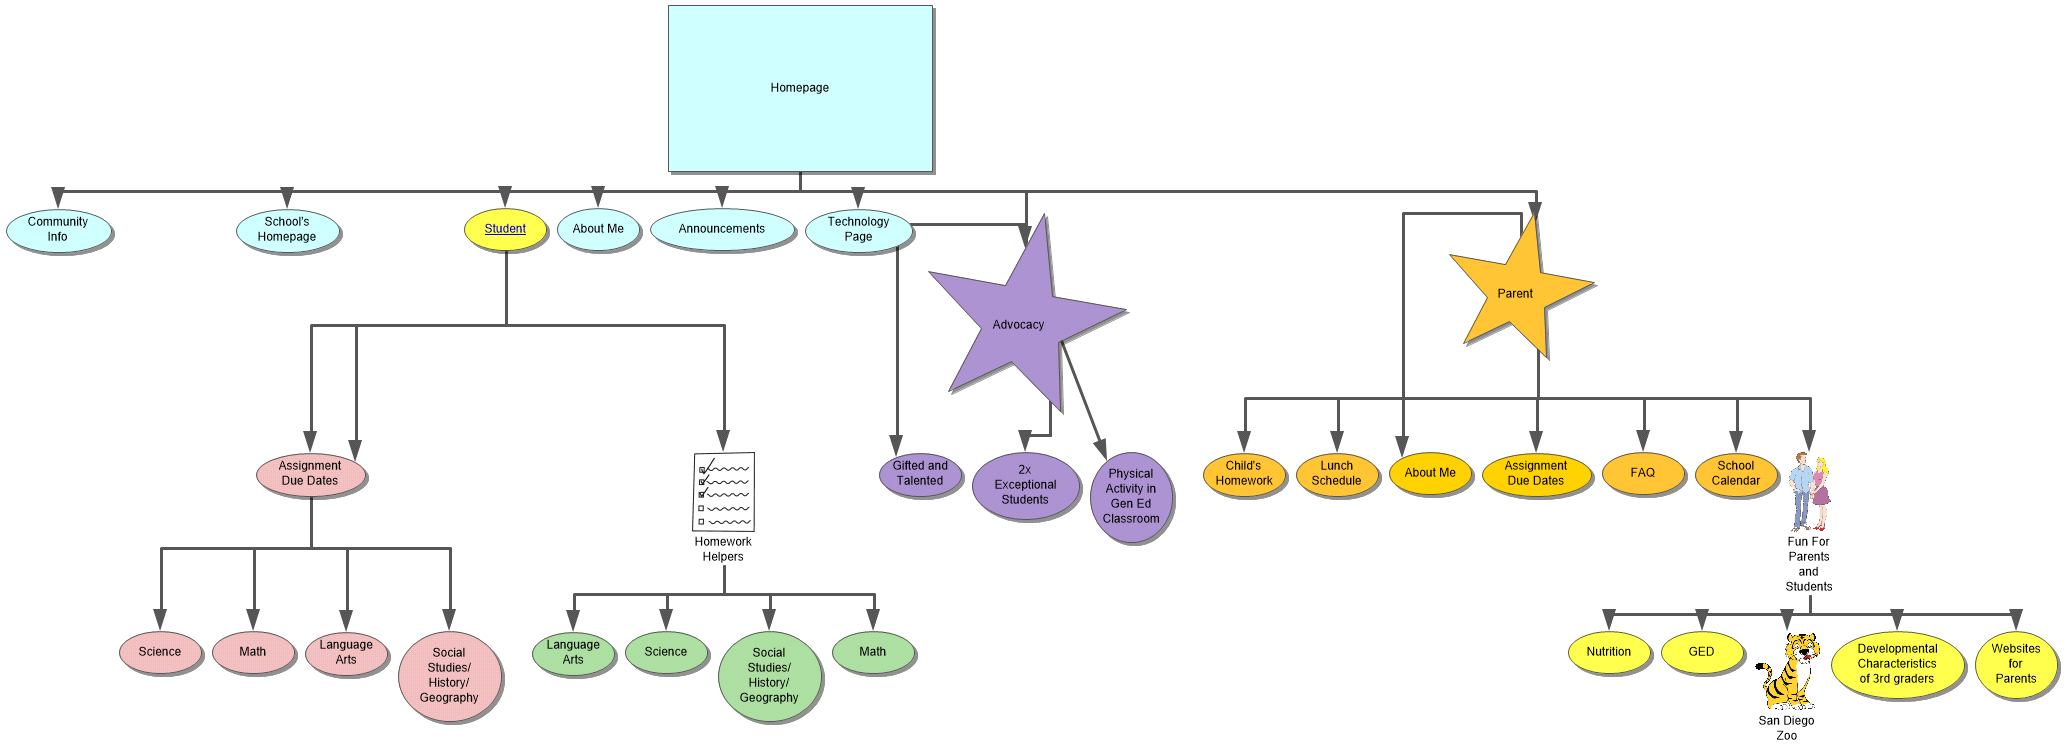 Homepage
Community
Info
School's
Homepage
Student
About Me
Announcements
Technology
Page
Advocacy
Parent
Assignment
Due Dates
Homework
Helpers
Gifted and
Talented
2x
Exceptional
Students
Physical
Activity in
Gen Ed
Classroom
Child's
Homework
Lunch
Schedule
About Me
Assignment
Due Dates
FAQ
School
Calendar
Fun For
Parents
and
Students
Science
Math
Language
Arts
Social
Studies/
History/
Geography
Language
Arts
Science
Social
Studies/
History/
Geography
Math
Nutrition
GED
San Diego
Zoo
Developmental
Characteristics
of 3rd graders
Websites
for
Parents